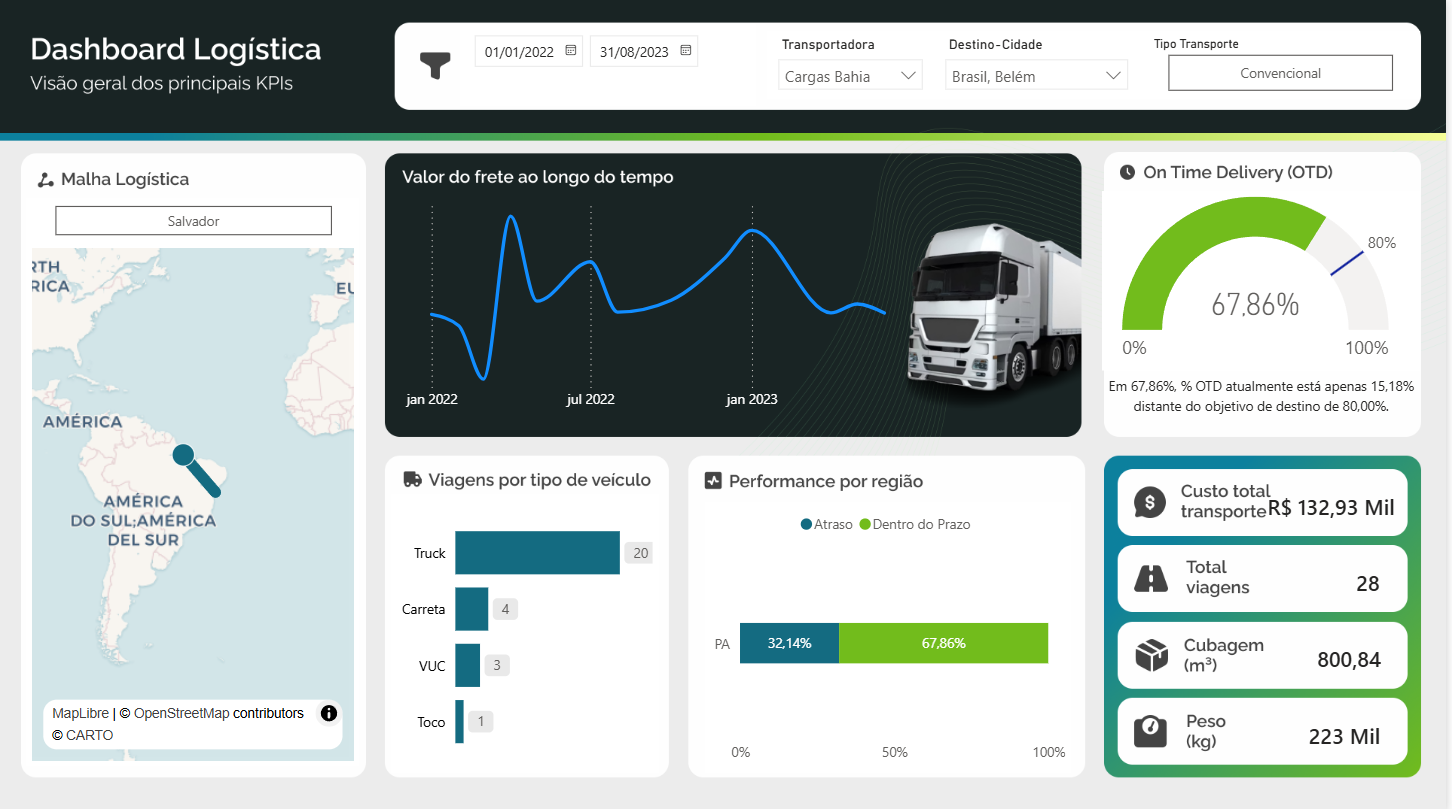 Dashboard Logística
Visão geral dos principais KPIs
01/01/2022
31/08/2023
Transportadora
Cargas Bahia
Destino-Cidade
Brasil, Belém
Tipo Transporte
Convencional
Malha Logística
Salvador
RTH
RICA
EU
AMÉRICA
AMÉRICA
DO SUL;AMÉRICA
DEL SUR
MapLibre | © OpenStreetMap contributors
© CARTO
Valor do frete ao longo do tempo
jan 2022
jul 2022
jan 2023
On Time Delivery (OTD)
80%
67,86%
0%
100%
Em 67,86%, % OTD atualmente está apenas 15,18%
distante do objetivo de destino de 80,00%.
Viagens por tipo de veículo
Truck 20
Carreta 4
VUC 3
Toco 1
Performance por região
Atraso Dentro do Prazo
PA 32,14% 67,86%
0% 50% 100%
Custo total
transporte R$ 132,93 Mil
Total
viagens 28
Cubagem
(m³) 800,84
Peso
(kg) 223 Mil